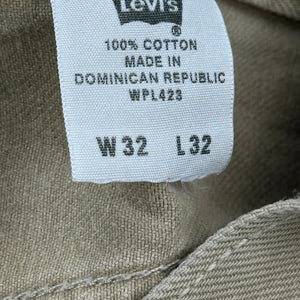 Levi's
®
100% COTTON
MADE IN
DOMINICAN REPUBLIC
WPL423
W 32 L 32